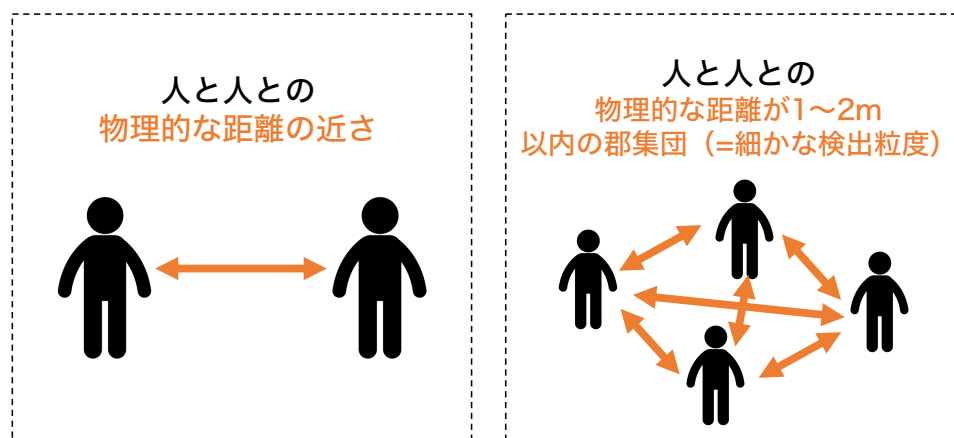 人と人との
物理的な距離の近さ
人と人との
物理的な距離が1〜2m
以内の郡集団（=細かな検出粒度）